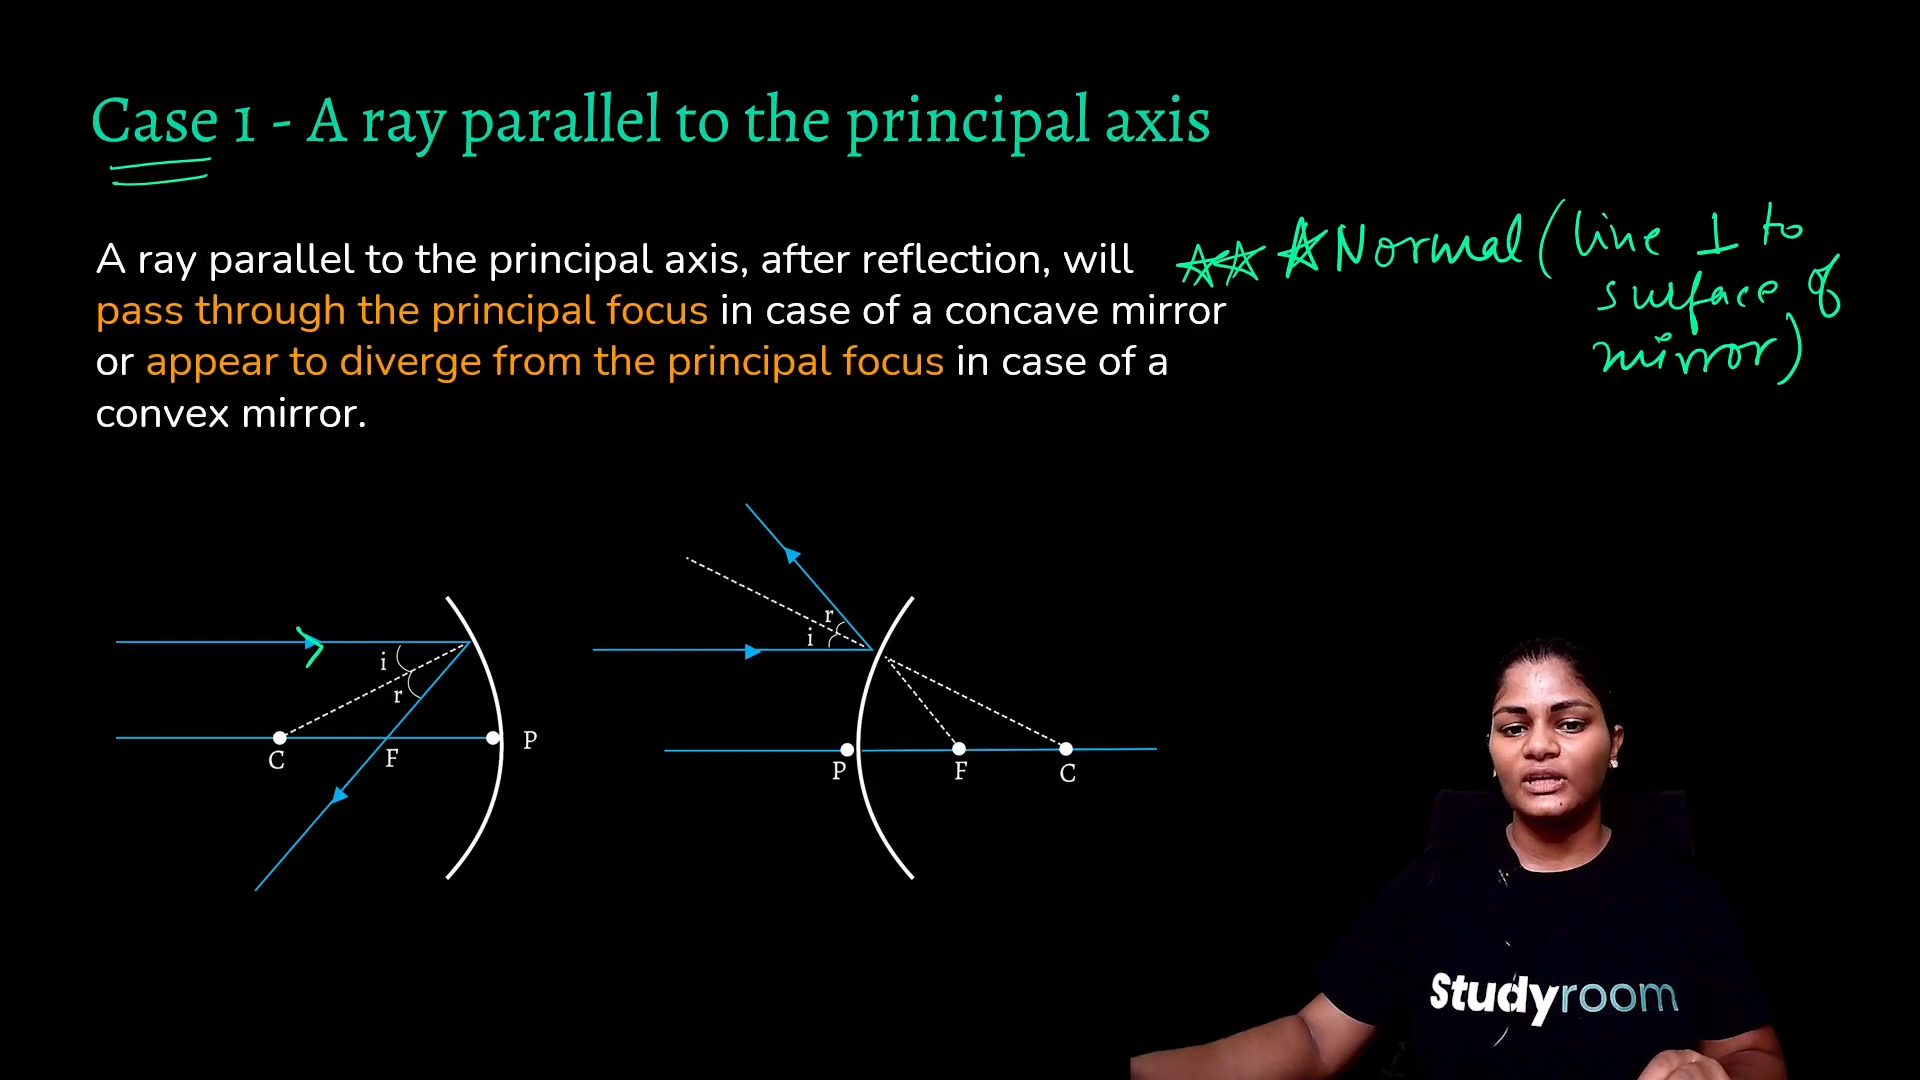 Case 1 - A ray parallel to the principal axis
A ray parallel to the principal axis, after reflection, will
pass through the principal focus in case of a concave mirror
or appear to diverge from the principal focus in case of a
convex mirror.
Normal (line ⊥ to
surface of
mirror)
i
r
C
F
P
r
i
P
F
C
Studyroom